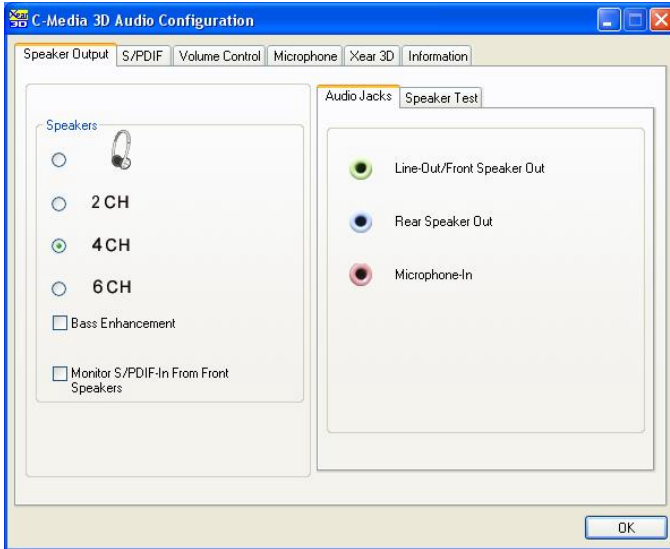 Xear 3D C-Media 3D Audio Configuration
Speaker Output S/PDIF Volume Control Microphone Xear 3D Information
Audio Jacks Speaker Test
Speakers
2 CH
4 CH
6 CH
Bass Enhancement
Monitor S/PDIF-In From Front
Speakers
Line-Out/Front Speaker Out
Rear Speaker Out
Microphone-In
OK